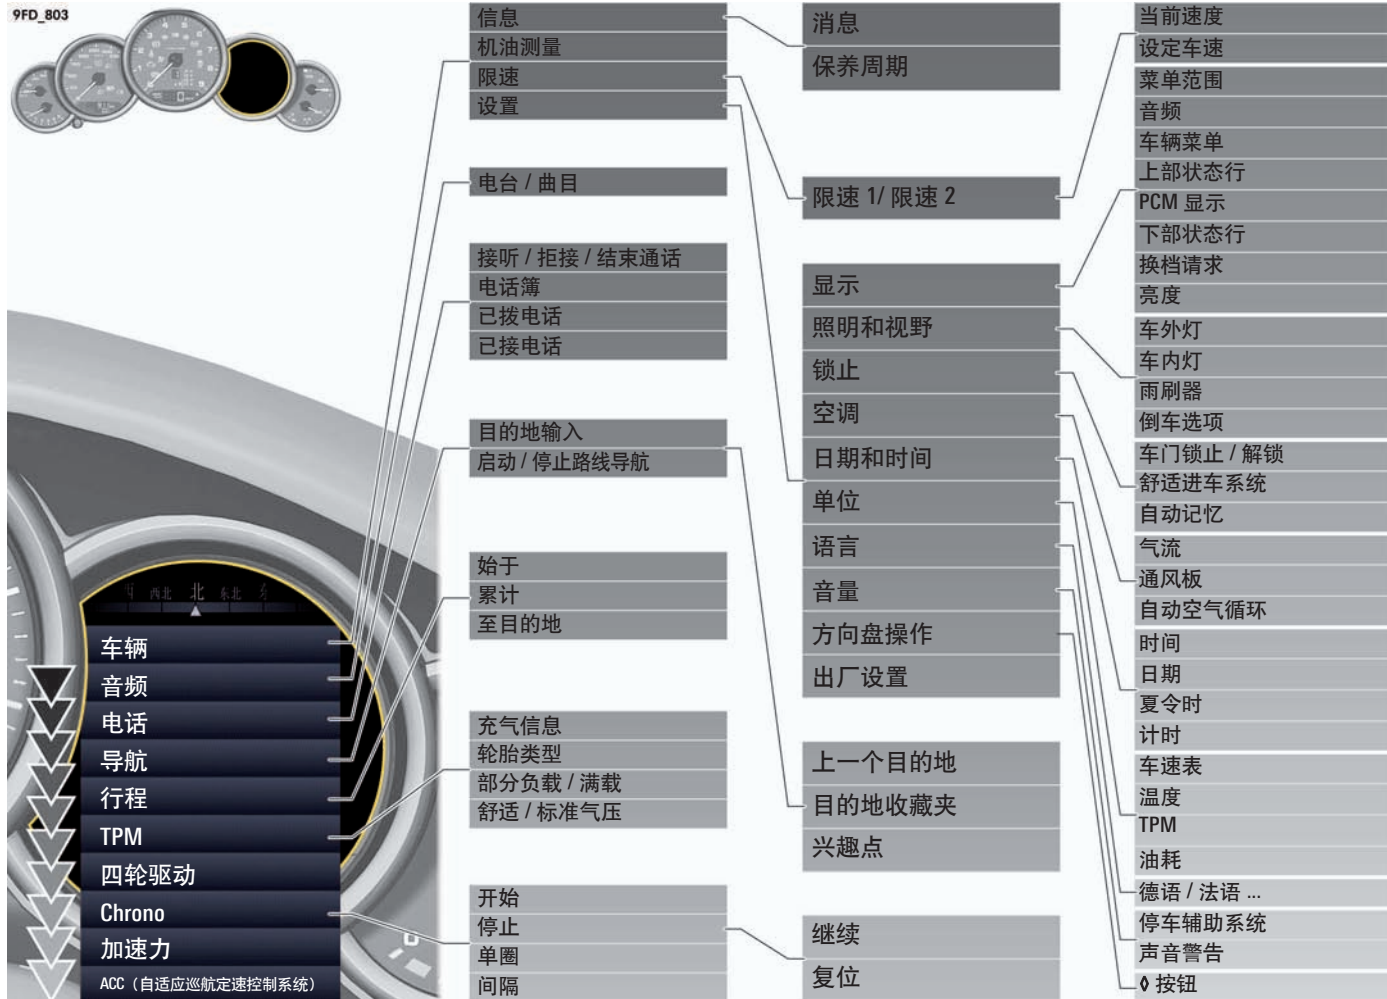 9FD_803
西北
北
东北
车辆
音频
电话
导航
行程
TPM
四轮驱动
Chrono
加速力
ACC（自适应巡航定速控制系统）
信息
机油测量
限速
设置
电台 / 曲目
接听 / 拒接 / 结束通话
电话簿
已拨电话
已接电话
目的地输入
启动 / 停止路线导航
始于
累计
至目的地
充气信息
轮胎类型
部分负载 / 满载
舒适 / 标准气压
开始
停止
单圈
间隔
消息
保养周期
限速 1/ 限速 2
显示
照明和视野
锁止
空调
日期和时间
单位
语言
音量
方向盘操作
出厂设置
上一个目的地
目的地收藏夹
兴趣点
继续
复位
当前速度
设定车速
菜单范围
音频
车辆菜单
上部状态行
PCM 显示
下部状态行
换档请求
亮度
车外灯
车内灯
雨刷器
倒车选项
车门锁止 / 解锁
舒适进车系统
自动记忆
气流
通风板
自动空气循环
时间
日期
夏令时
计时
车速表
温度
TPM
油耗
德语 / 法语 ...
停车辅助系统
声音警告
◊ 按钮